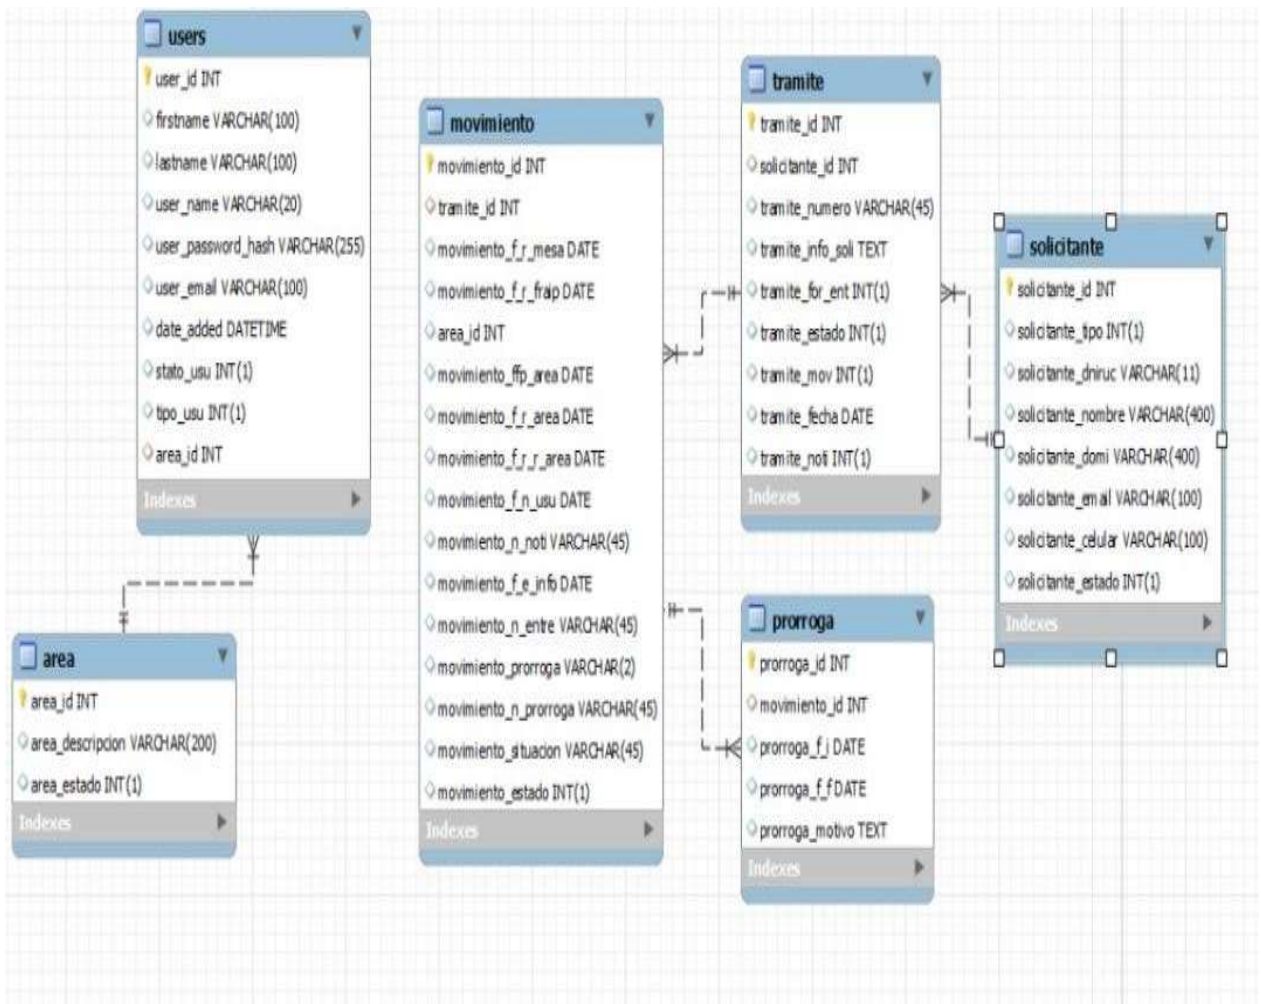 users
user_id INT
firstname VARCHAR(100)
lastname VARCHAR(100)
user_name VARCHAR(20)
user_password_hash VARCHAR(255)
user_email VARCHAR(100)
date_added DATETIME
stato_usu INT(1)
tipo_usu INT(1)
area_id INT
Indexes
area
area_id INT
area_descripcion VARCHAR(200)
area_estado INT(1)
Indexes
movimiento
movimiento_id INT
tramite_id INT
movimiento_f_r_mesa DATE
movimiento_f_r_fraip DATE
area_id INT
movimiento_ffp_area DATE
movimiento_f_r_area DATE
movimiento_f_r_r_area DATE
movimiento_f_n_usu DATE
movimiento_n_noti VARCHAR(45)
movimiento_f_e_info DATE
movimiento_n_entre VARCHAR(45)
movimiento_prorroga VARCHAR(2)
movimiento_n_prorroga VARCHAR(45)
movimiento_situacion VARCHAR(45)
movimiento_estado INT(1)
Indexes
tramite
tramite_id INT
solicitante_id INT
tramite_numero VARCHAR(45)
tramite_info_soli TEXT
tramite_for_ent INT(1)
tramite_estado INT(1)
tramite_mov INT(1)
tramite_fecha DATE
tramite_noti INT(1)
Indexes
prorroga
prorroga_id INT
movimiento_id INT
prorroga_f_i DATE
prorroga_f_f DATE
prorroga_motivo TEXT
Indexes
solicitante
solicitante_id INT
solicitante_tipo INT(1)
solicitante_dniruc VARCHAR(11)
solicitante_nombre VARCHAR(400)
solicitante_domi VARCHAR(400)
solicitante_email VARCHAR(100)
solicitante_celular VARCHAR(100)
solicitante_estado INT(1)
Indexes